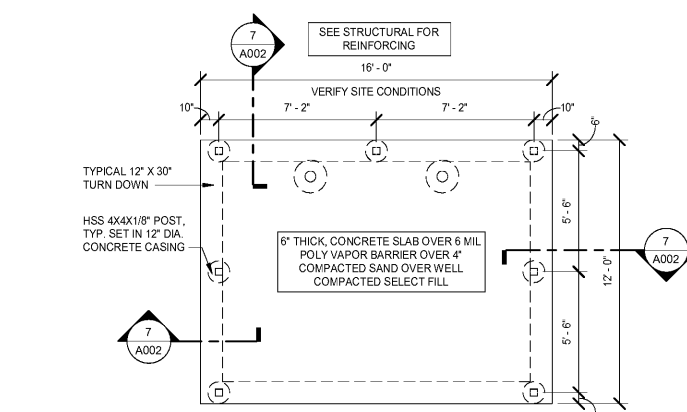 7
A002
SEE STRUCTURAL FOR
REINFORCING
16' - 0"
VERIFY SITE CONDITIONS
10"
7' - 2"
7' - 2"
10"
6"
TYPICAL 12" X 30"
TURN DOWN
5' - 6"
HSS 4X4X1/8" POST,
TYP. SET IN 12" DIA.
CONCRETE CASING
6" THICK, CONCRETE SLAB OVER 6 MIL
POLY VAPOR BARRIER OVER 4"
COMPACTED SAND OVER WELL
COMPACTED SELECT FILL
7
A002
12' - 0"
7
A002
5' - 6"